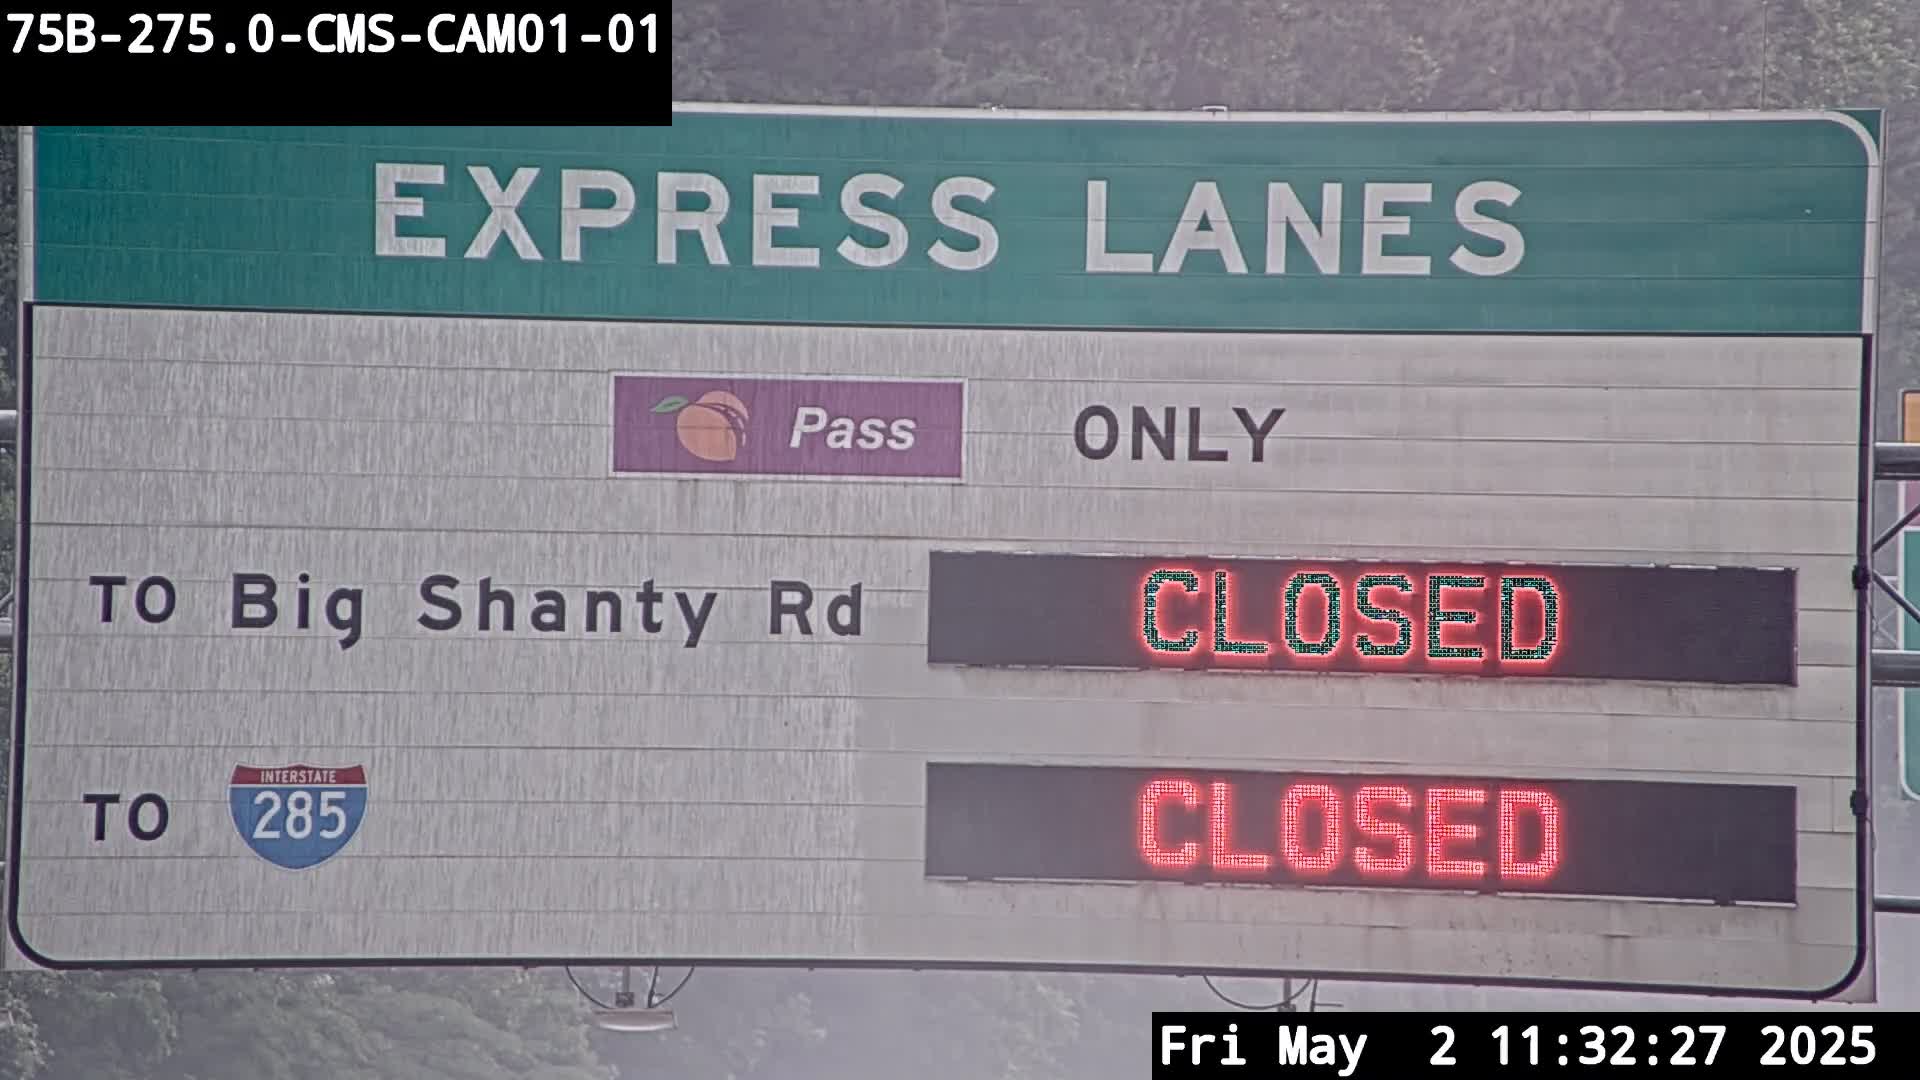 75B-275.0-CMS-CAM01-01
EXPRESS LANES
Pass ONLY
TO Big Shanty Rd CLOSED
INTERSTATE
TO 285 CLOSED
Fri May 2 11:32:27 2025